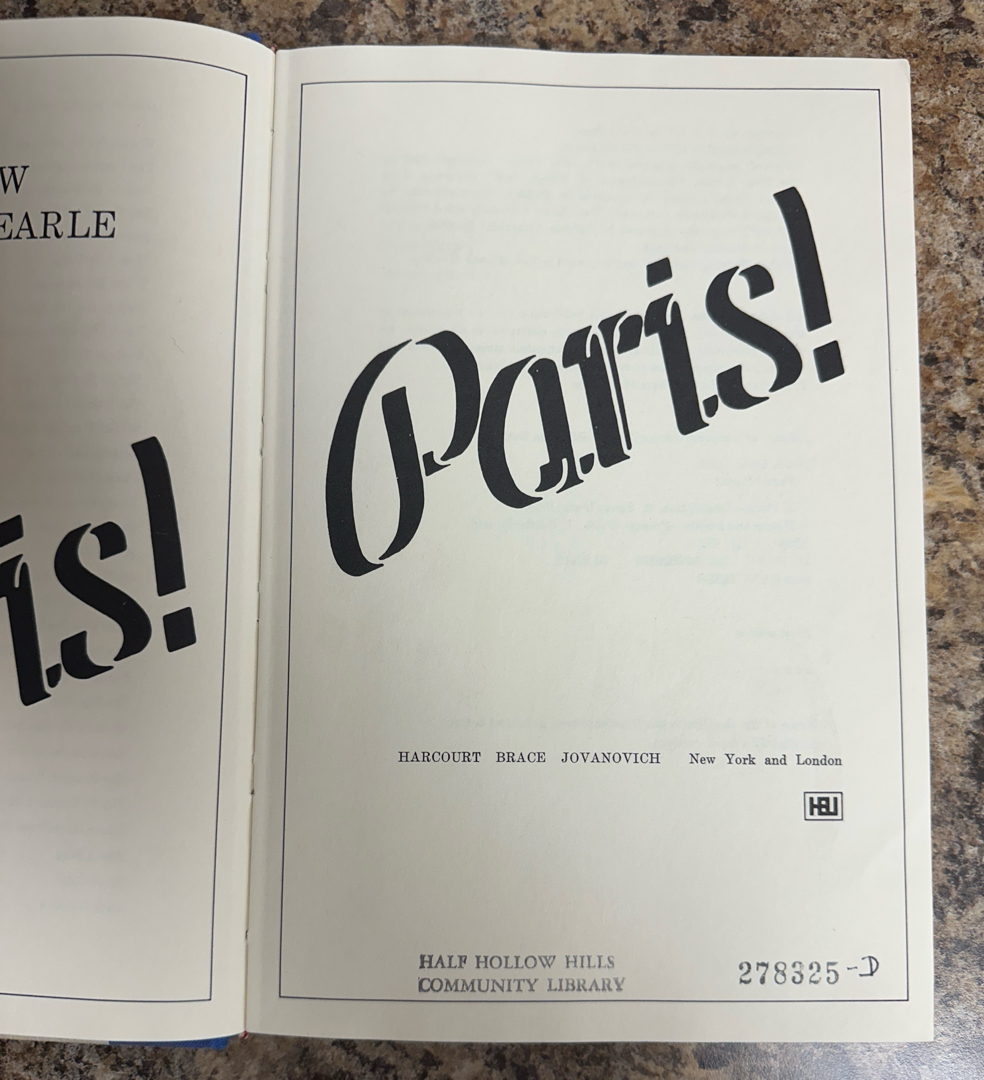 W
EARLE
is!
Paris!
HARCOURT BRACE JOVANOVICH New York and London
HBJ
HALF HOLLOW HILLS
COMMUNITY LIBRARY
278325-D